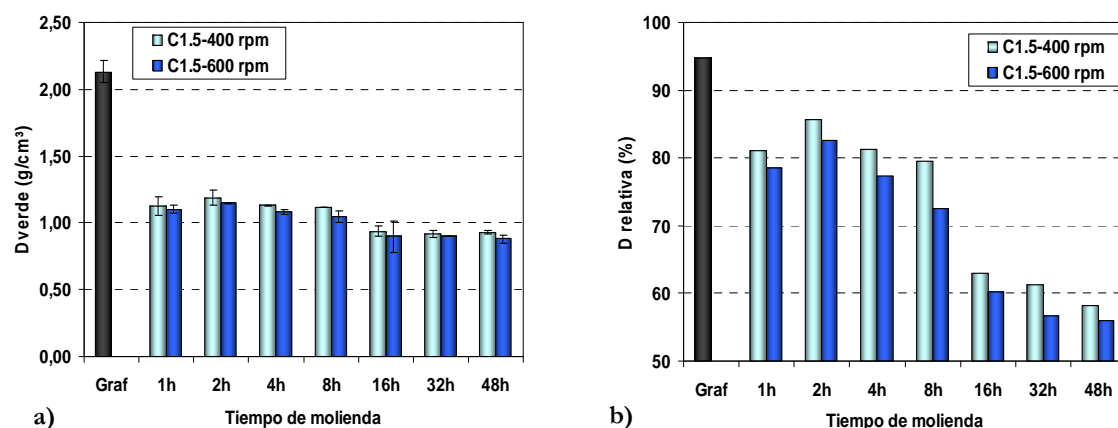 2,50
2,00
1,50
1,00
0,50
0,00
Dverde (g/cm³)
C1.5-400 rpm
C1.5-600 rpm
Graf 1h 2h 4h 8h 16h 32h 48h
Tiempo de molienda
a)
100
90
80
70
60
50
D relativa (%)
C1.5-400 rpm
C1.5-600 rpm
Graf 1h 2h 4h 8h 16h 32h 48h
Tiempo de molienda
b)